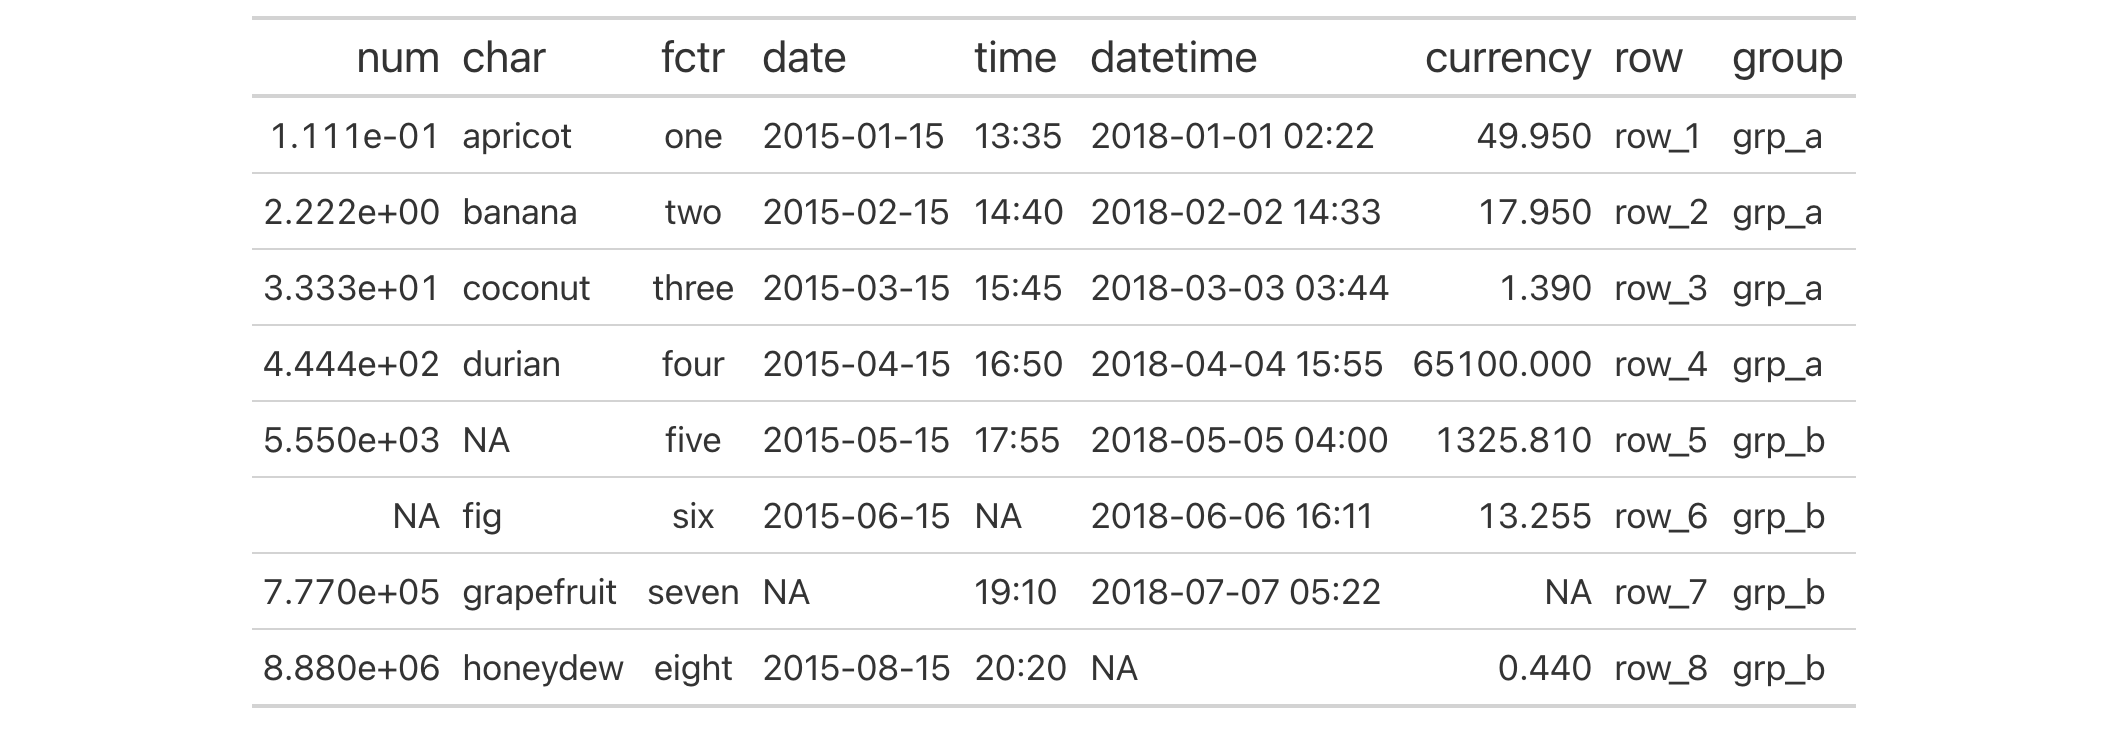 num char fctr date time datetime currency row group
1.111e-01 apricot one 2015-01-15 13:35 2018-01-01 02:22 49.950 row_1 grp_a
2.222e+00 banana two 2015-02-15 14:40 2018-02-02 14:33 17.950 row_2 grp_a
3.333e+01 coconut three 2015-03-15 15:45 2018-03-03 03:44 1.390 row_3 grp_a
4.444e+02 durian four 2015-04-15 16:50 2018-04-04 15:55 65100.000 row_4 grp_a
5.550e+03 NA five 2015-05-15 17:55 2018-05-05 04:00 1325.810 row_5 grp_b
NA fig six 2015-06-15 NA 2018-06-06 16:11 13.255 row_6 grp_b
7.770e+05 grapefruit seven NA 19:10 2018-07-07 05:22 NA row_7 grp_b
8.880e+06 honeydew eight 2015-08-15 20:20 NA 0.440 row_8 grp_b